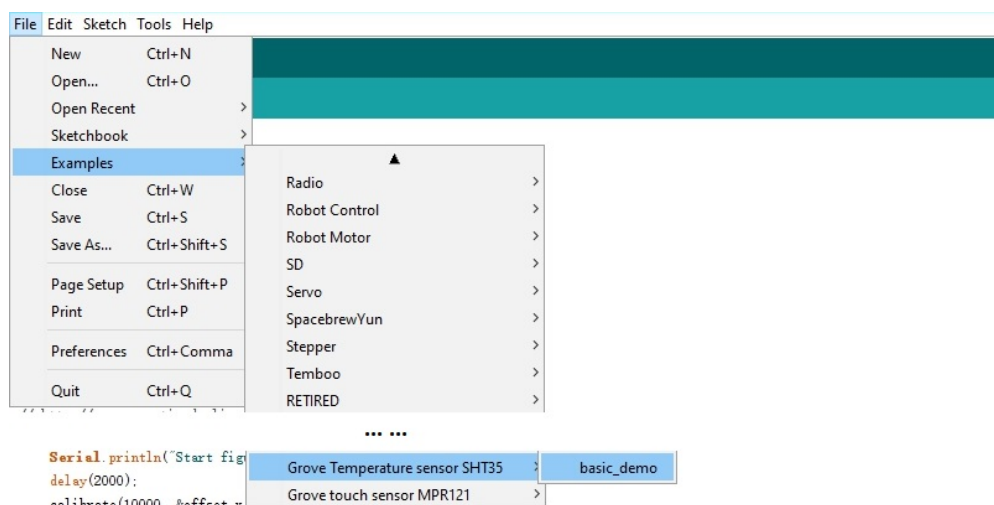 File Edit Sketch Tools Help
New Ctrl+N
Open... Ctrl+O
Open Recent
Sketchbook
Examples
Close Ctrl+W
Save Ctrl+S
Save As... Ctrl+Shift+S
Page Setup Ctrl+Shift+P
Print Ctrl+P
Preferences Ctrl+Comma
Quit Ctrl+Q
Radio
Robot Control
Robot Motor
SD
Servo
SpacebrewYun
Stepper
Temboo
RETIRED
... ...
Serial.println("Start fig
delay(2000);
Grove Temperature sensor SHT35
basic_demo
Grove touch sensor MPR121